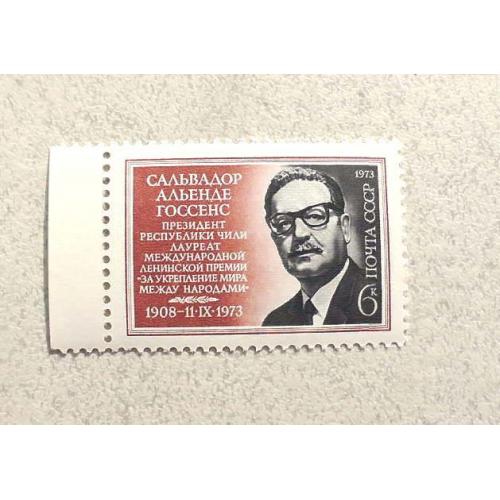 САЛЬВАДОР
АЛЬЕНДЕ
ГОССЕНС
ПРЕЗИДЕНТ
РЕСПУБЛИКИ ЧИЛИ
ЛАУРЕАТ
МЕЖДУНАРОДНОЙ
ЛЕНИНСКОЙ ПРЕМИИ
"ЗА УКРЕПЛЕНИЕ МИРА
МЕЖДУ НАРОДАМИ"
1908-11·IX·1973
1973
6к ПОЧТА СССР